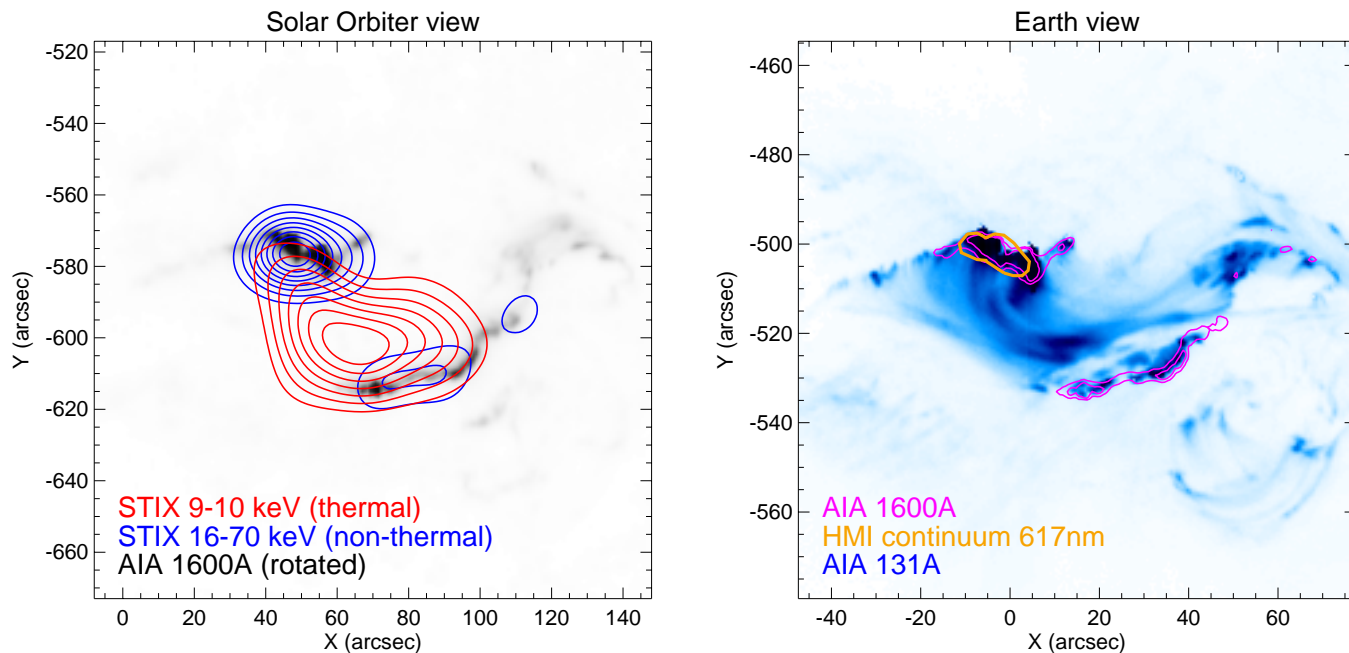 Solar Orbiter view
-520
-540
-560
-580
-600
-620
-640
-660
Y (arcsec)
STIX 9-10 keV (thermal)
STIX 16-70 keV (non-thermal)
AIA 1600A (rotated)
0 20 40 60 80 100 120 140
X (arcsec)
Earth view
-460
-480
-500
-520
-540
-560
Y (arcsec)
AIA 1600A
HMI continuum 617nm
AIA 131A
-40 -20 0 20 40 60
X (arcsec)